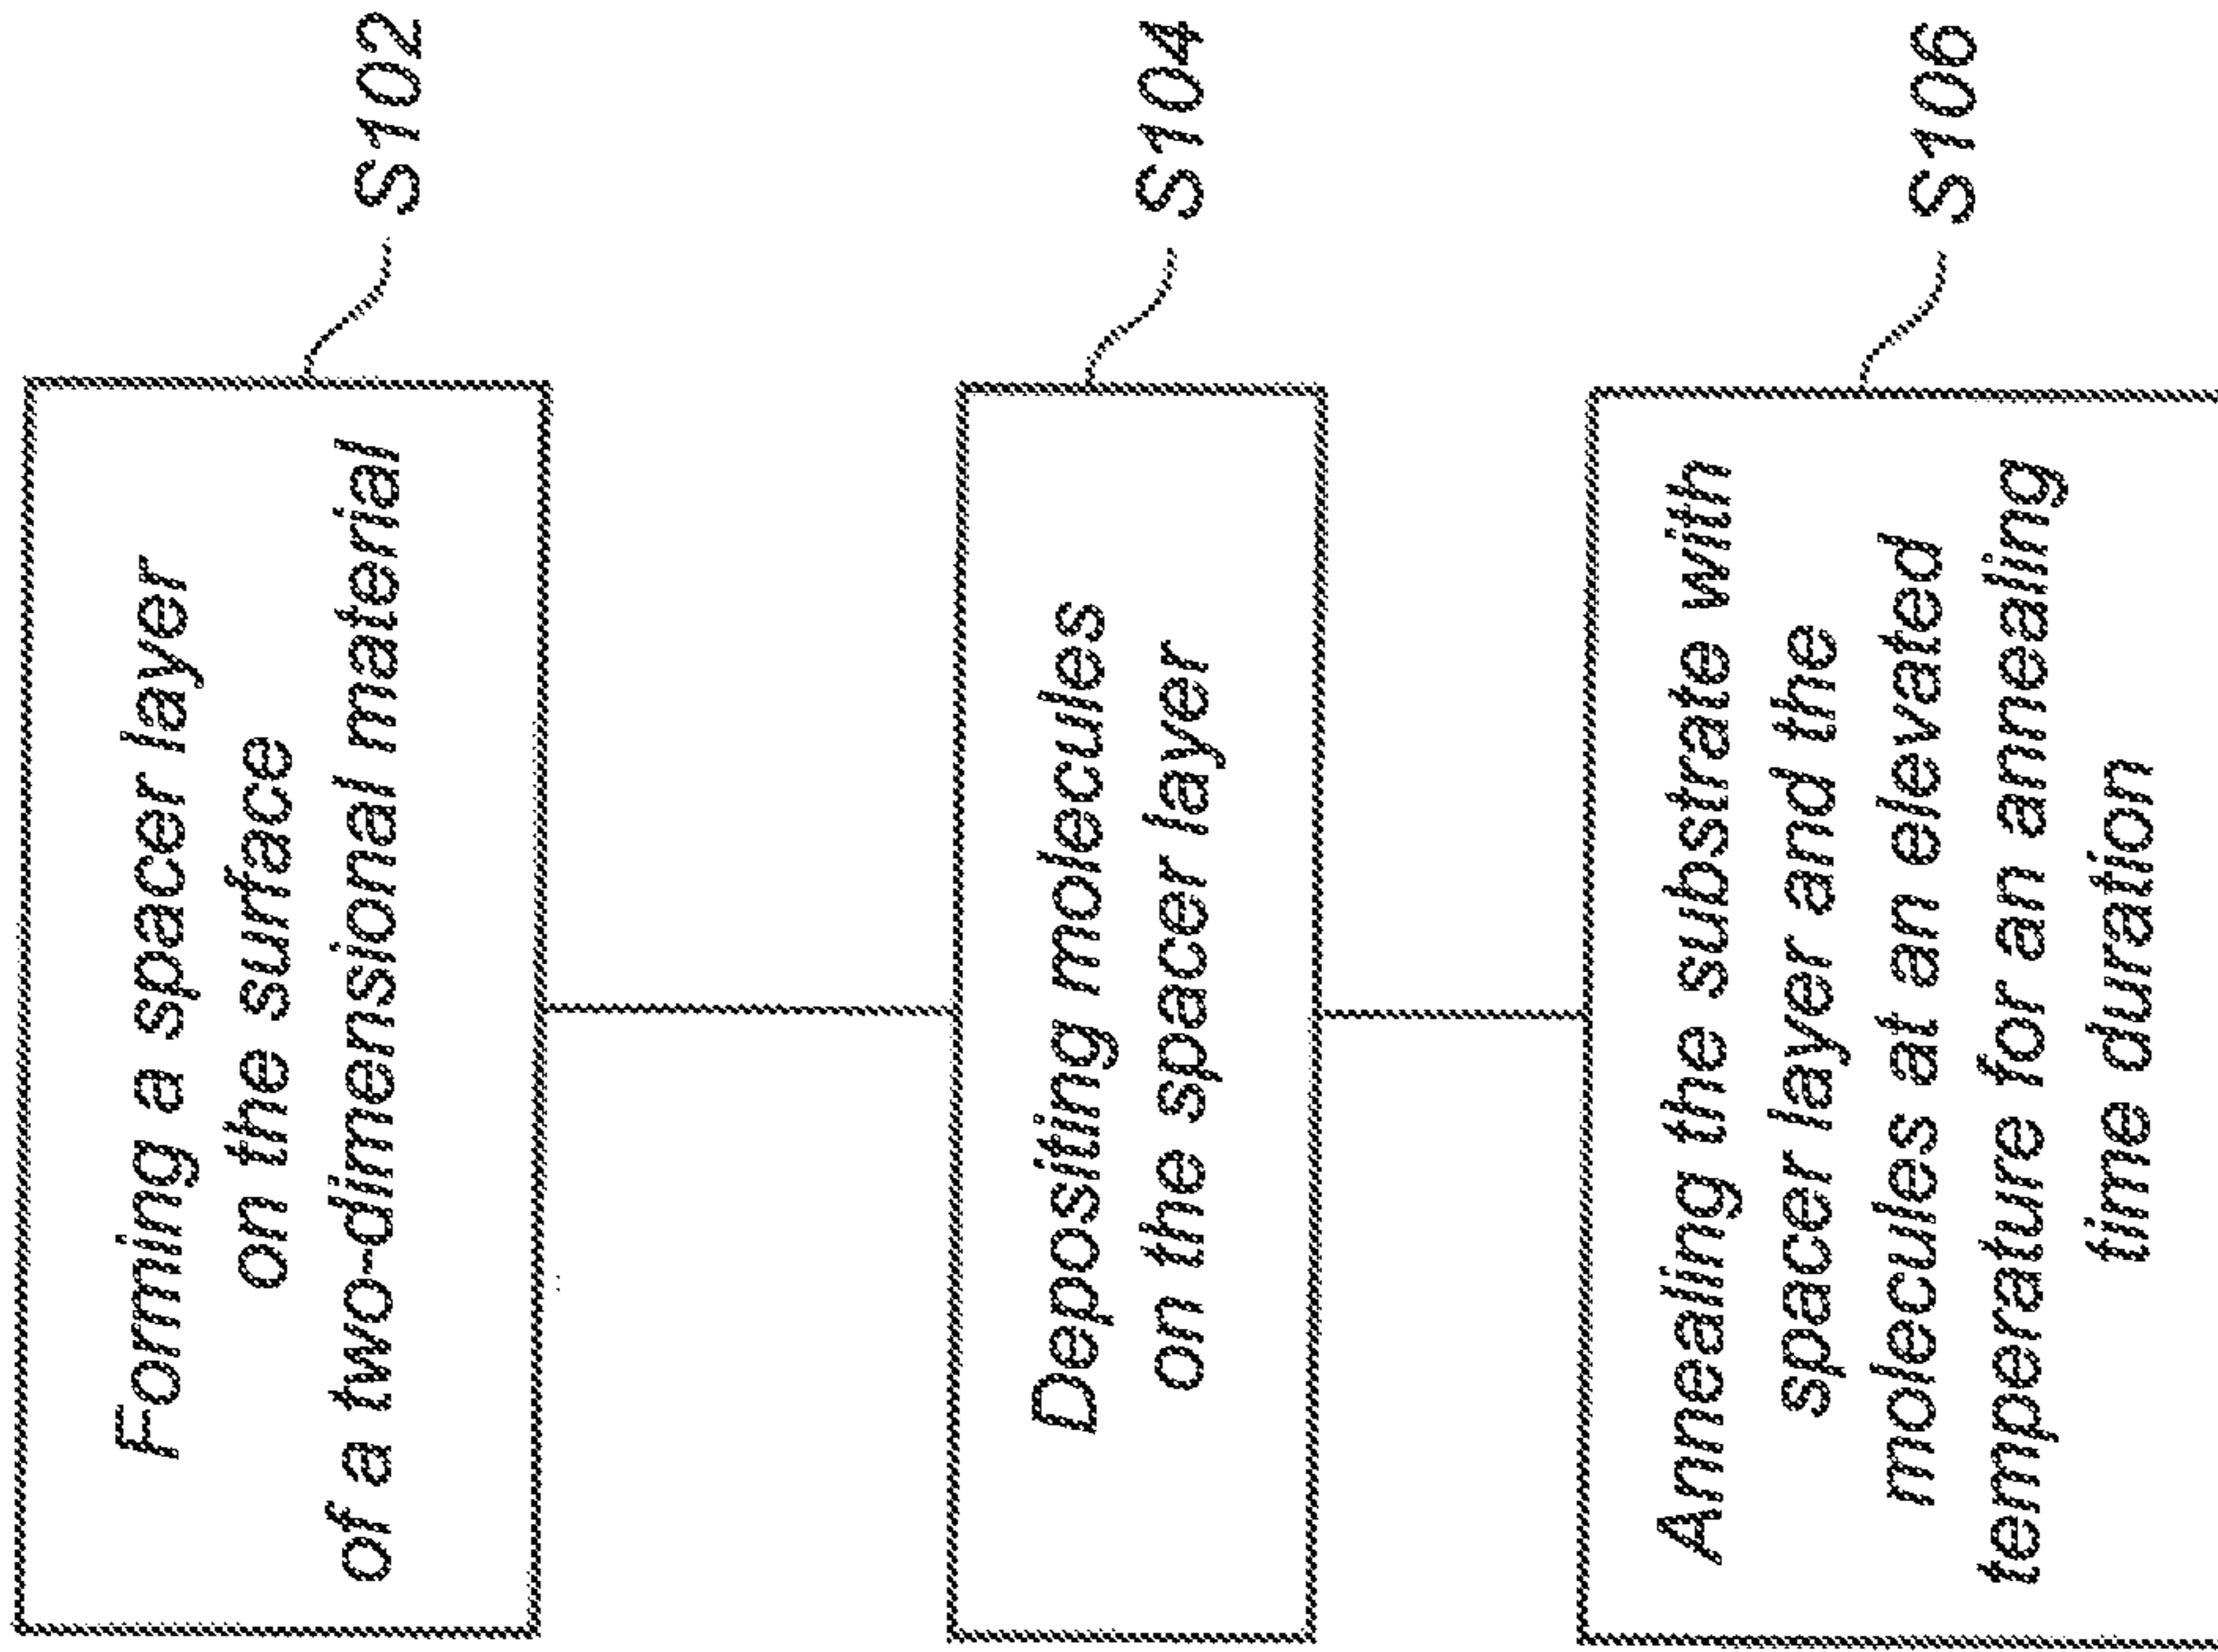 Forming a spacer layer
on the surface
of a two-dimensional material
S102
Depositing molecules
on the spacer layer
S104
Annealing the substrate with
spacer layer and the
molecules at an elevated
temperature for an annealing
time duration
S106